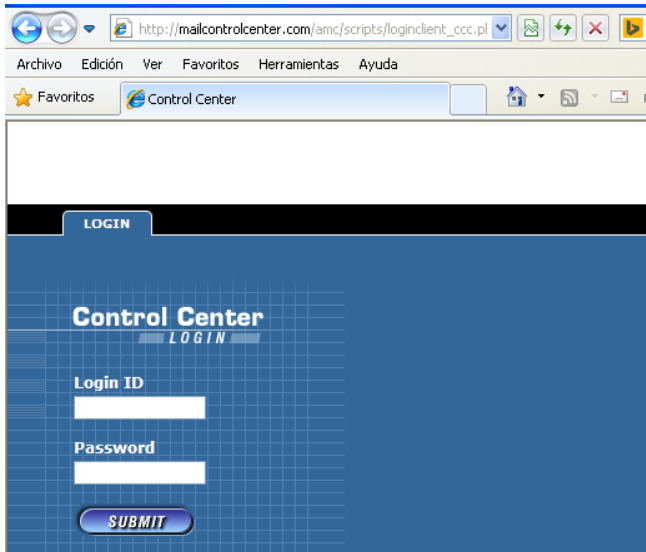 http://mailcontrolcenter.com/amc/scripts/loginclient_ccc.pl
Archivo Edición Ver Favoritos Herramientas Ayuda
Favoritos Control Center
LOGIN
Control Center
LOGIN
Login ID
Password
SUBMIT